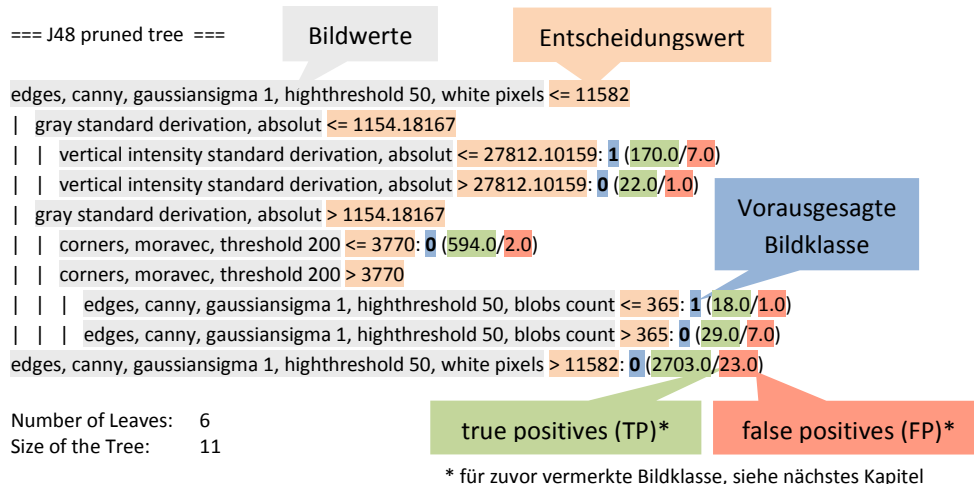 === J48 pruned tree ===
Bildwerte
Entscheidungswert
edges, canny, gaussiansigma 1, highthreshold 50, white pixels <= 11582
| gray standard derivation, absolut <= 1154.18167
| | vertical intensity standard derivation, absolut <= 27812.10159: 1 (170.0/7.0)
| | vertical intensity standard derivation, absolut > 27812.10159: 0 (22.0/1.0)
| gray standard derivation, absolut > 1154.18167
| | corners, moravec, threshold 200 <= 3770: 0 (594.0/2.0)
| | corners, moravec, threshold 200 > 3770
| | | edges, canny, gaussiansigma 1, highthreshold 50, blobs count <= 365: 1 (18.0/1.0)
| | | edges, canny, gaussiansigma 1, highthreshold 50, blobs count > 365: 0 (29.0/7.0)
edges, canny, gaussiansigma 1, highthreshold 50, white pixels > 11582: 0 (2703.0/23.0)
Vorausgesagte
Bildklasse
Number of Leaves: 6
Size of the Tree: 11
true positives (TP)*
false positives (FP)*
* für zuvor vermerkte Bildklasse, siehe nächstes Kapitel